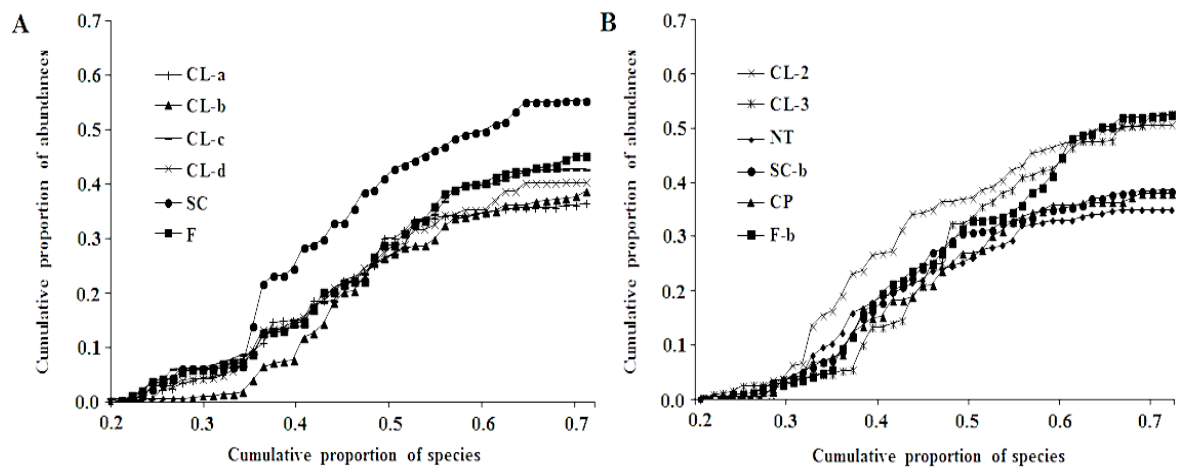 A
Cumulative proportion of abundances
0.7
0.6
0.5
0.4
0.3
0.2
0.1
0.0
CL-a
CL-b
CL-c
CL-d
SC
F
0.2 0.3 0.4 0.5 0.6 0.7
Cumulative proportion of species
B
Cumulative proportion of abundances
0.7
0.6
0.5
0.4
0.3
0.2
0.1
0.0
CL-2
CL-3
NT
SC-b
CP
F-b
0.2 0.3 0.4 0.5 0.6 0.7
Cumulative proportion of species